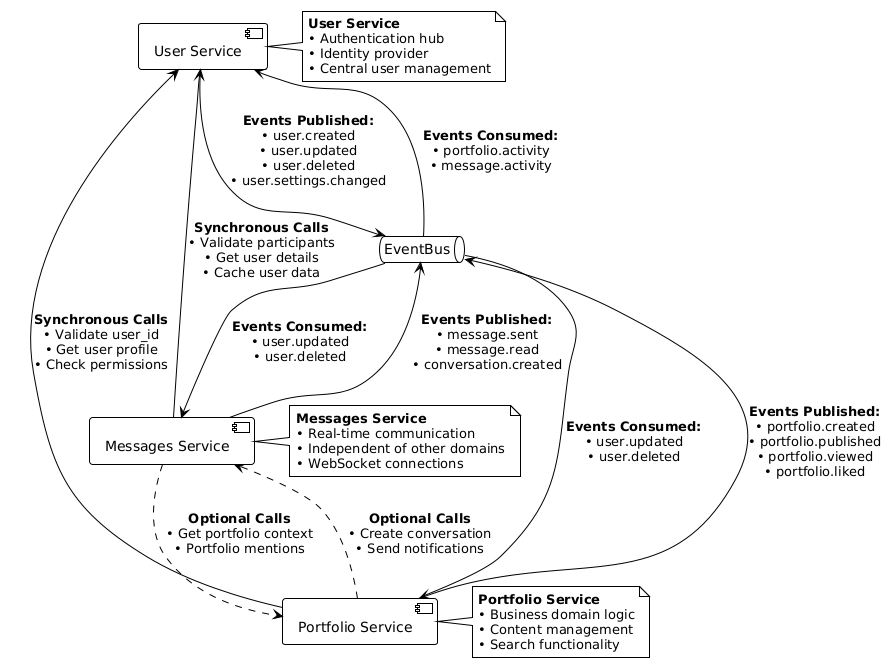 User Service
User Service
• Authentication hub
• Identity provider
• Central user management
Events Published:
• user.created
• user.updated
• user.deleted
• user.settings.changed
Events Consumed:
• portfolio.activity
• message.activity
Synchronous Calls
• Validate participants
• Get user details
• Cache user data
EventBus
Synchronous Calls
• Validate user_id
• Get user profile
• Check permissions
Events Consumed:
• user.updated
• user.deleted
Events Published:
• message.sent
• message.read
• conversation.created
Messages Service
Messages Service
• Real-time communication
• Independent of other domains
• WebSocket connections
Events Consumed:
• user.updated
• user.deleted
Events Published:
• portfolio.created
• portfolio.published
• portfolio.viewed
• portfolio.liked
Optional Calls
• Get portfolio context
• Portfolio mentions
Optional Calls
• Create conversation
• Send notifications
Portfolio Service
Portfolio Service
• Business domain logic
• Content management
• Search functionality